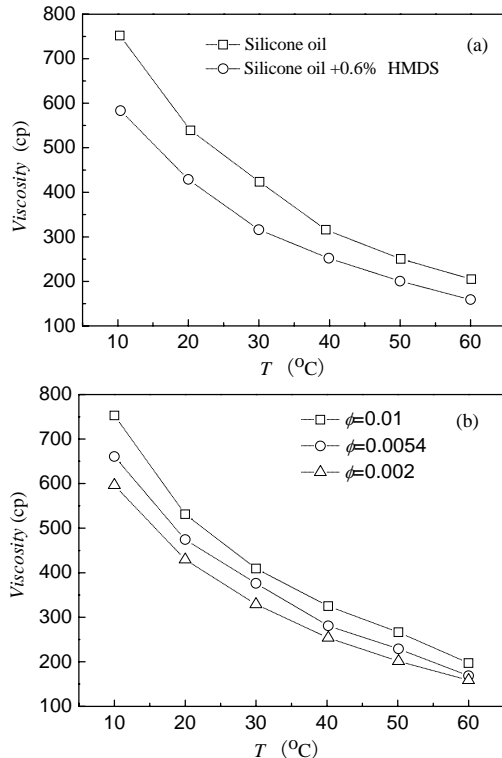 800
700
600
500
400
300
200
100
Viscosity (cp)
(a)
Silicone oil
Silicone oil +0.6% HMDS
10 20 30 40 50 60
T (°C)
800
700
600
500
400
300
200
100
Viscosity (cp)
(b)
ϕ=0.01
ϕ=0.0054
ϕ=0.002
10 20 30 40 50 60
T (°C)